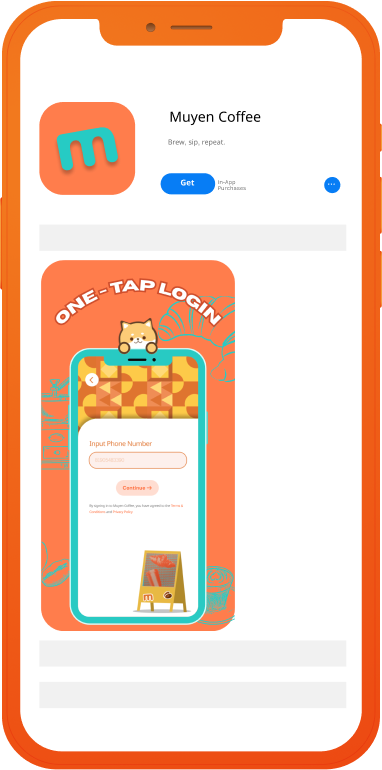 m
Muyen Coffee
Brew, sip, repeat.
Get
In-App
Purchases
ONE - TAP LOGIN
Input Phone Number
Continue →
By signing in to Muyen Coffee, you have agreed to the Terms &
Conditions and Privacy Policy
m